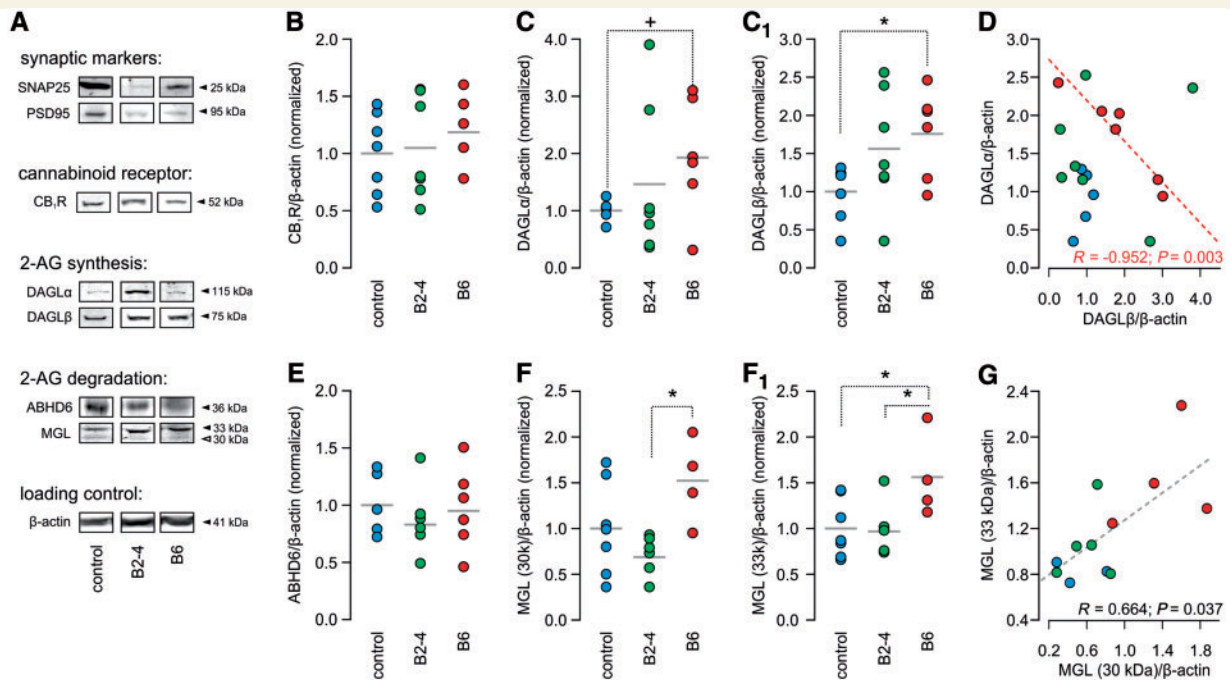 A
synaptic markers:
SNAP25
25 kDa
PSD95
95 kDa
cannabinoid receptor:
CB₁R
52 kDa
2-AG synthesis:
DAGLα
115 kDa
DAGLβ
75 kDa
2-AG degradation:
ABHD6
36 kDa
MGL
33 kDa
30 kDa
loading control:
β-actin
41 kDa
control
B2-4
B6
B
CB₁R/β-actin (normalized)
2.0
1.5
1.0
0.5
0.0
control
B2-4
B6
C
DAGLα/β-actin (normalized)
4.0
3.0
2.0
1.0
0.0
+
control
B2-4
B6
C₁
DAGLβ/β-actin (normalized)
3.0
2.5
2.0
1.5
1.0
0.5
0.0
*
control
B2-4
B6
D
DAGLα/β-actin
3.0
2.5
2.0
1.5
1.0
0.5
0.0
R = -0.952; P = 0.003
0.0 1.0 2.0 3.0 4.0
DAGLβ/β-actin
E
ABHD6/β-actin (normalized)
2.0
1.5
1.0
0.5
0.0
control
B2-4
B6
F
MGL (30k)/β-actin (normalized)
2.5
2.0
1.5
1.0
0.5
0.0
*
control
B2-4
B6
F₁
MGL (33k)/β-actin (normalized)
2.5
2.0
1.5
1.0
0.5
0.0
*
*
control
B2-4
B6
G
MGL (33 kDa)/β-actin
2.4
2.0
1.6
1.2
0.8
0.4
R = 0.664; P = 0.037
0.2 0.6 1.0 1.4 1.8
MGL (30 kDa)/β-actin